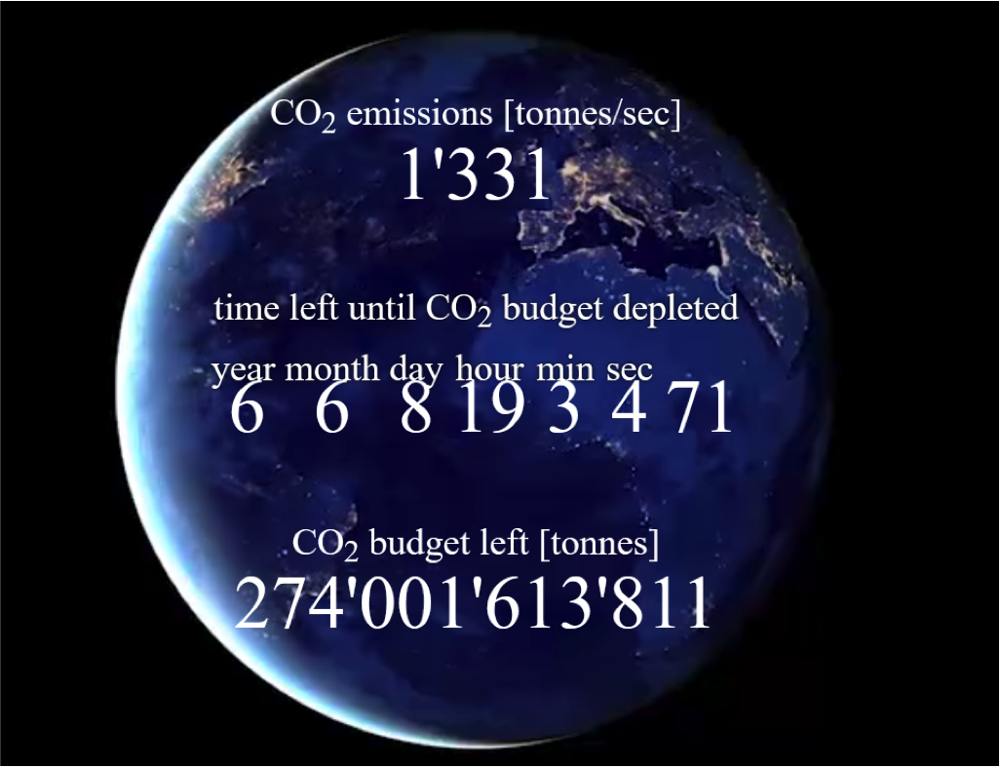 CO₂ emissions [tonnes/sec]
1'331
time left until CO₂ budget depleted
year month day hour min sec
6 6 8 19 3 4 71
CO₂ budget left [tonnes]
274'001'613'811